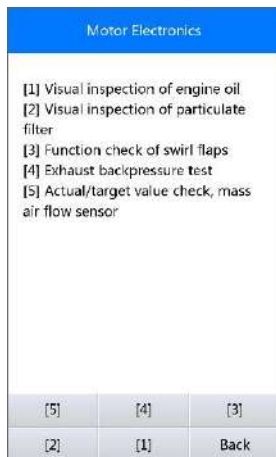 Motor Electronics
[1] Visual inspection of engine oil
[2] Visual inspection of particulate
filter
[3] Function check of swirl flaps
[4] Exhaust backpressure test
[5] Actual/target value check, mass
air flow sensor
[5] [4] [3]
[2] [1] Back